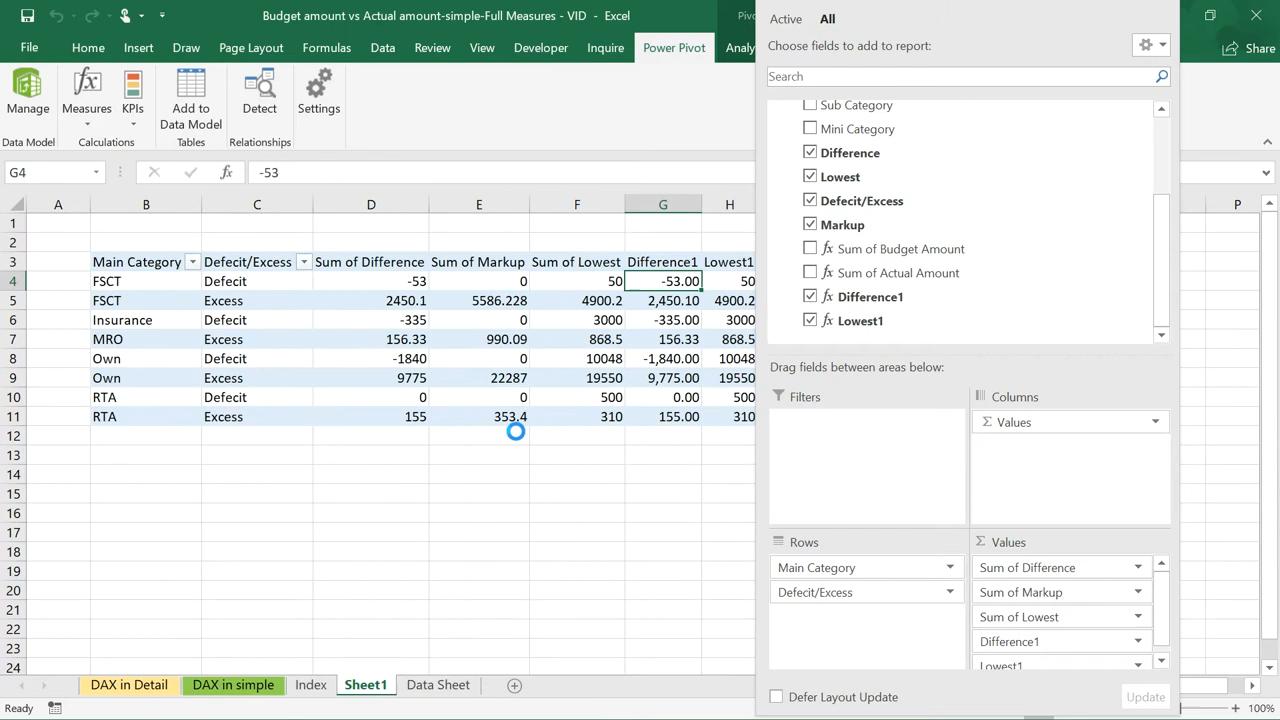 Budget amount vs Actual amount-simple-Full Measures - VID - Excel
File Home Insert Draw Page Layout Formulas Data Review View Developer Inquire Power Pivot Analy Share
Manage Measures KPIs Add to Data Model Detect Settings
Data Model Calculations Tables Relationships
G4 fx -53
A B C D E F G H P
1
2
3 Main Category Defecit/Excess Sum of Difference Sum of Markup Sum of Lowest Difference1 Lowest1
4 FSCT Defecit -53 0 50 -53.00 50
5 FSCT Excess 2450.1 5586.228 4900.2 2,450.10 4900.2
6 Insurance Defecit -335 0 3000 -335.00 3000
7 MRO Excess 156.33 990.09 868.5 156.33 868.5
8 Own Defecit -1840 0 10048 -1,840.00 10048
9 Own Excess 9775 22287 19550 9,775.00 19550
10 RTA Defecit 0 0 500 0.00 500
11 RTA Excess 155 353.4 310 155.00 310
12
13
14
15
16
17
18
19
20
21
22
23
24
DAX in Detail DAX in simple Index Sheet1 Data Sheet
Ready 100%
Active All
Choose fields to add to report:
Search
Sub Category
Mini Category
Difference
Lowest
Defecit/Excess
Markup
fx Sum of Budget Amount
fx Sum of Actual Amount
fx Difference1
fx Lowest1
Drag fields between areas below:
Filters Columns
Σ Values
Rows Σ Values
Main Category Sum of Difference
Defecit/Excess Sum of Markup
Sum of Lowest
Difference1
Lowest1
Defer Layout Update Update